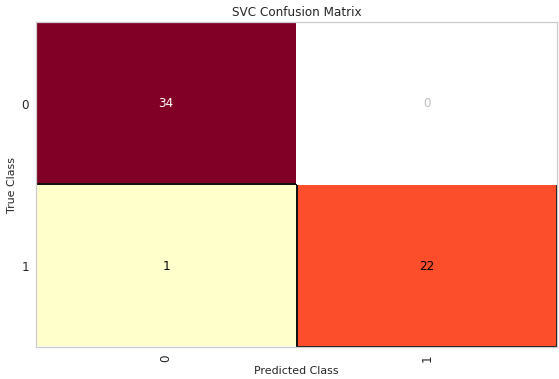 SVC Confusion Matrix
True Class
0
34
0
1
1
22
0
1
Predicted Class